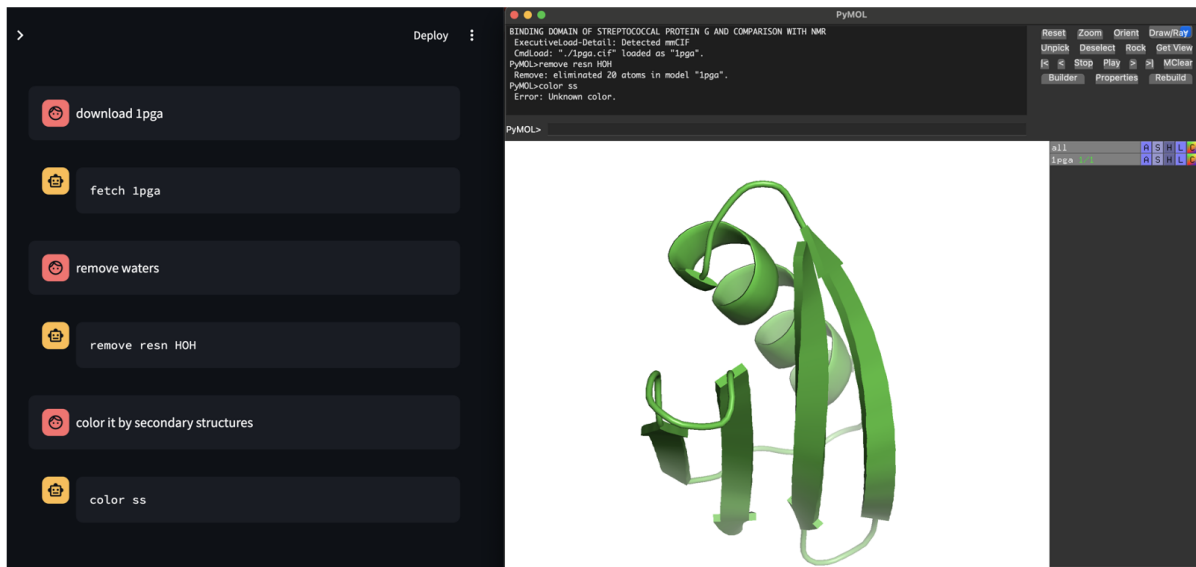 Deploy
download 1pga
fetch 1pga
remove waters
remove resn HOH
color it by secondary structures
color ss
PyMOL
BINDING DOMAIN OF STREPTOCOCCAL PROTEIN G AND COMPARISON WITH NMR
ExecutiveLoad-Detail: Detected mmCIF
CmdLoad: "./1pga.cif" loaded as "1pga".
PyMOL>remove resn HOH
Remove: eliminated 20 atoms in model "1pga".
PyMOL>color ss
Error: Unknown color.
PyMOL>
Reset Zoom Orient Draw/Ray
Unpick Deselect Rock Get View
|< < Stop Play > >| MClear
Builder Properties Rebuild
all A S H L C
1pga 1/1 A S H L C